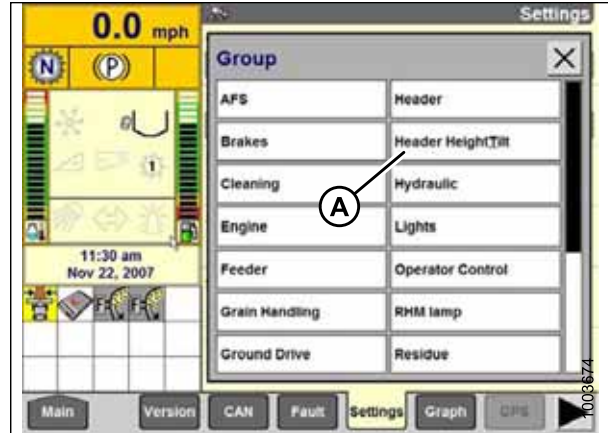 0.0 mph
Settings
N
(P)
Group
X
AFS
Header
Brakes
Header Height/Tilt
Cleaning
Hydraulic
1
A
Engine
Lights
11:30 am
Nov 22, 2007
Feeder
Operator Control
Grain Handling
RHM lamp
Ground Drive
Residue
Main
Version
CAN
Fault
Settings
Graph
GPS
1003674